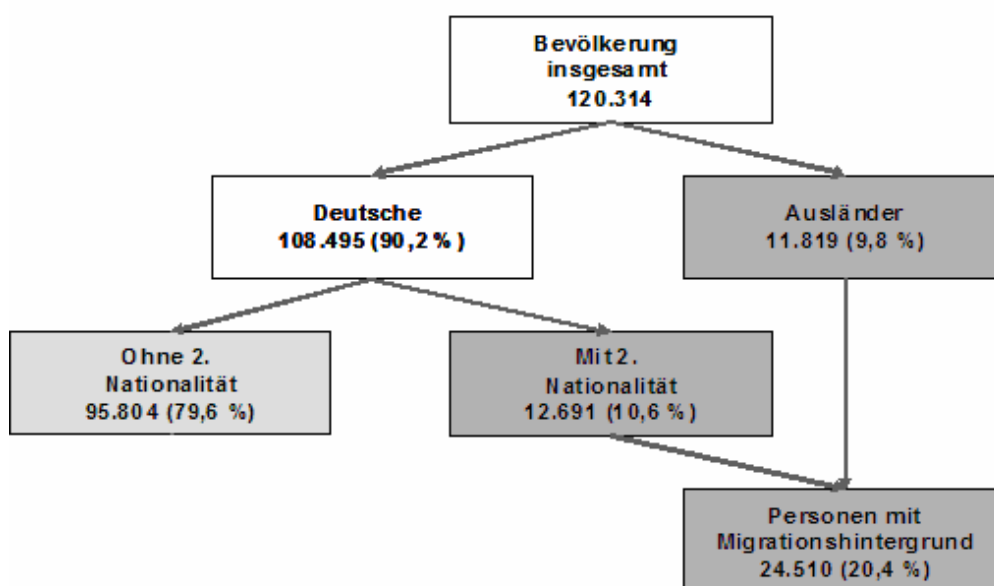 Bevölkerung
insgesamt
120.314
Deutsche
108.495 (90,2 %)
Ausländer
11.819 (9,8 %)
Ohne 2.
Nationalität
95.804 (79,6 %)
Mit 2.
Nationalität
12.691 (10,6 %)
Personen mit
Migrationshintergrund
24.510 (20,4 %)